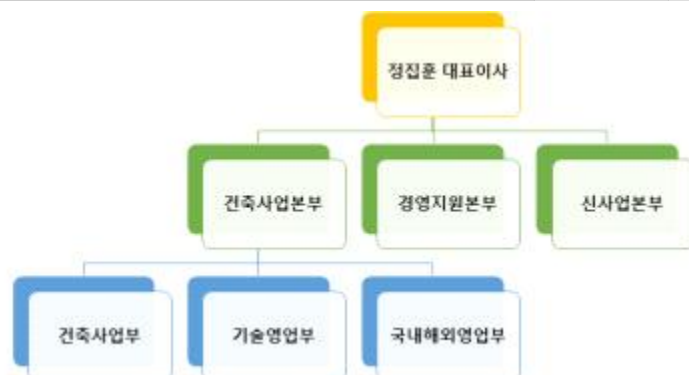 정집훈 대표이사
건축사업본부
경영지원본부
신사업본부
건축사업부
기술영업부
국내해외영업부